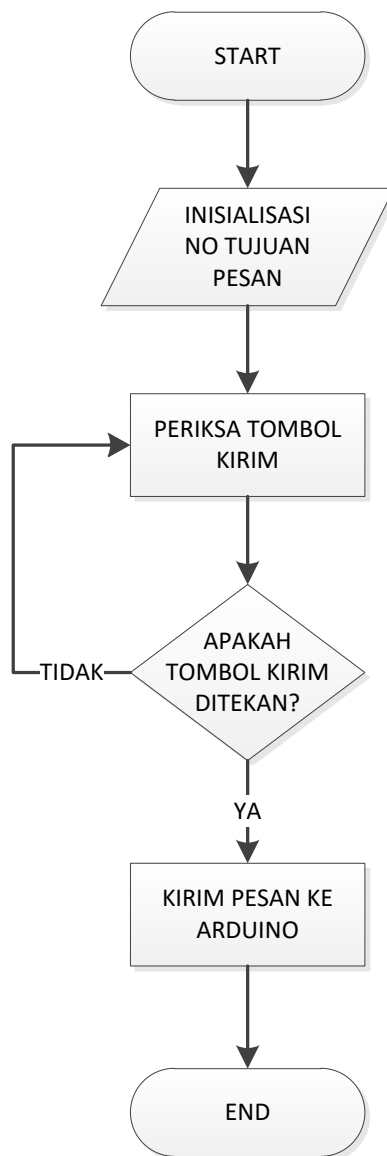 START
INISIALISASI
NO TUJUAN
PESAN
PERIKSA TOMBOL
KIRIM
APAKAH
TOMBOL KIRIM
DITEKAN?
TIDAK
YA
KIRIM PESAN KE
ARDUINO
END